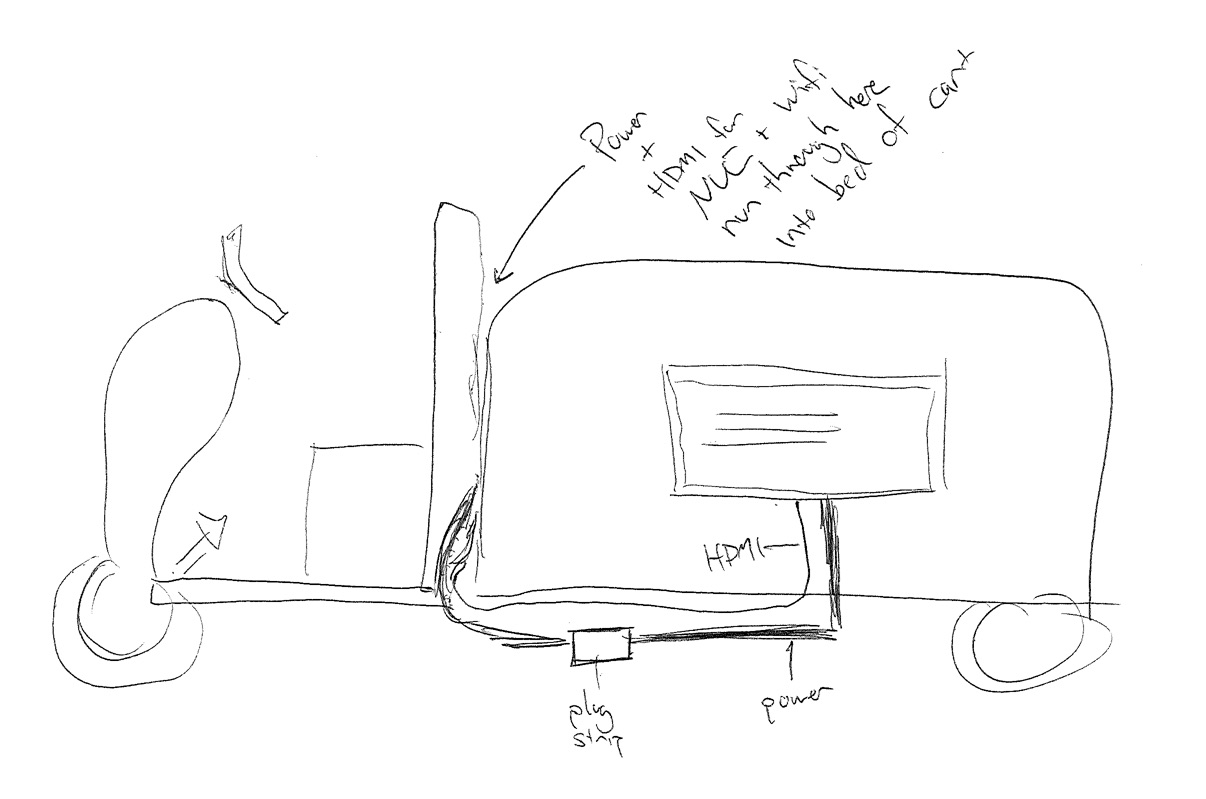 Power
+
HDMI for
NUC + wifi
run through here
into bed of cart
HDMI
plug
strip
power